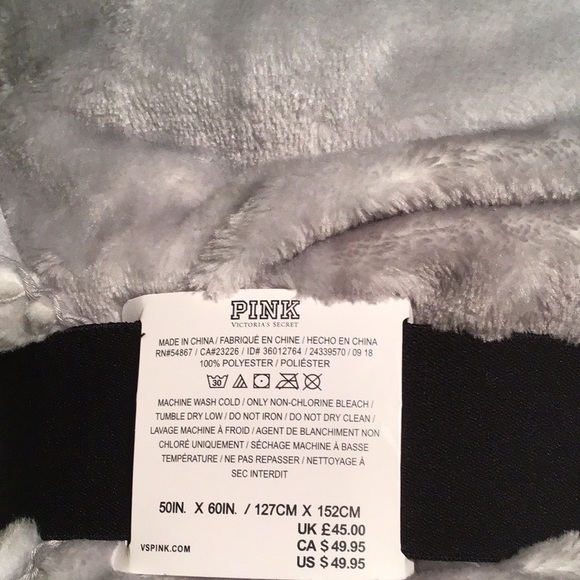 PINK
VICTORIA'S SECRET
MADE IN CHINA / FABRIQUÉ EN CHINE / HECHO EN CHINA
RN#54867 / CA#23226 / ID# 36012764 / 24339570 / 09 18
100% POLYESTER / POLIÉSTER
30
MACHINE WASH COLD / ONLY NON-CHLORINE BLEACH /
TUMBLE DRY LOW / DO NOT IRON / DO NOT DRY CLEAN /
LAVAGE MACHINE À FROID / AGENT DE BLANCHIMENT NON
CHLORÉ UNIQUEMENT / SÉCHAGE MACHINE À BASSE
TEMPÉRATURE / NE PAS REPASSER / NETTOYAGE À
SEC INTERDIT
50IN. X 60IN. / 127CM X 152CM
UK £45.00
CA $49.95
VSPINK.COM US $49.95